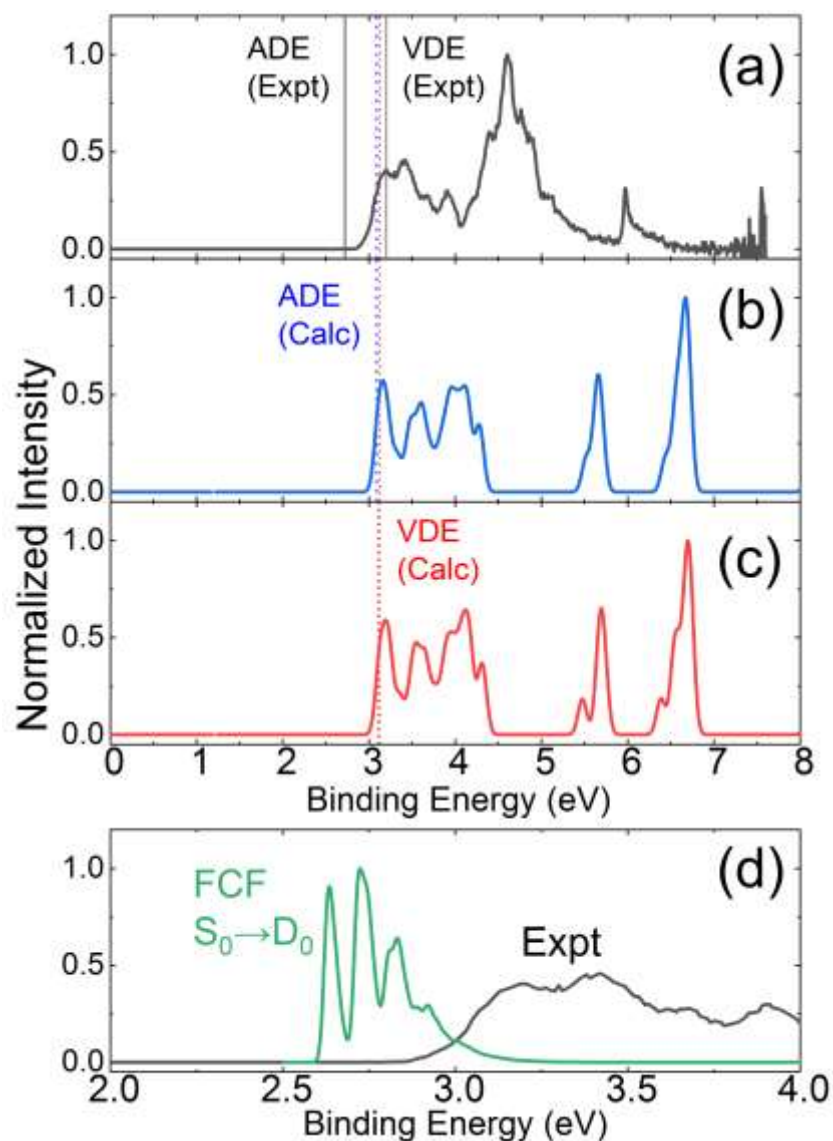 ADE
(Expt)
VDE
(Expt)
(a)
1.0
0.5
0.0
ADE
(Calc)
(b)
1.0
0.5
0.0
VDE
(Calc)
(c)
1.0
0.5
0.0
Normalized Intensity
0 1 2 3 4 5 6 7 8
Binding Energy (eV)
FCF
S₀→D₀
Expt
(d)
1.0
0.5
0.0
2.0 2.5 3.0 3.5 4.0
Binding Energy (eV)